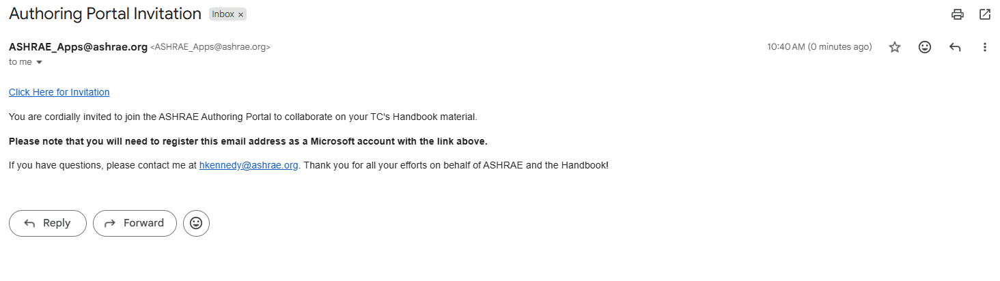 Authoring Portal Invitation Inbox ×
ASHRAE_Apps@ashrae.org <ASHRAE_Apps@ashrae.org> 10:40 AM (0 minutes ago)
to me
Click Here for Invitation
You are cordially invited to join the ASHRAE Authoring Portal to collaborate on your TC's Handbook material.
Please note that you will need to register this email address as a Microsoft account with the link above.
If you have questions, please contact me at hkennedy@ashrae.org. Thank you for all your efforts on behalf of ASHRAE and the Handbook!
Reply Forward